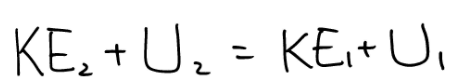 KE₂ + U₂ = KE₁ + U₁